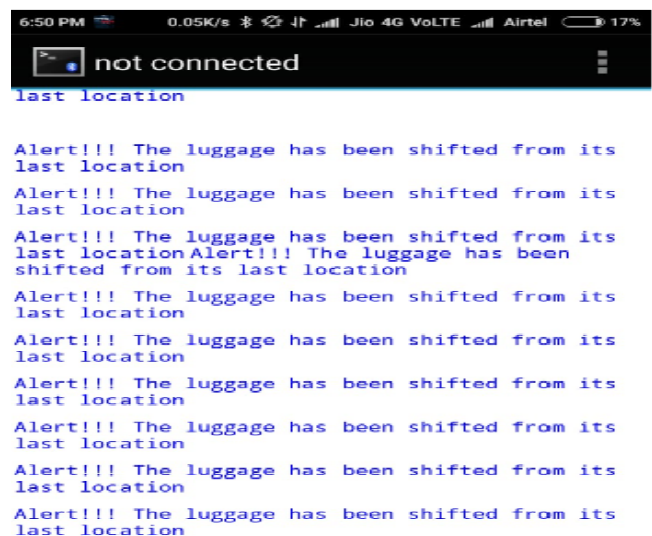 6:50 PM 0.05K/s Jio 4G VoLTE Airtel 17%
not connected
last location
Alert!!! The luggage has been shifted from its
last location
Alert!!! The luggage has been shifted from its
last location
Alert!!! The luggage has been shifted from its
last location Alert!!! The luggage has been
shifted from its last location
Alert!!! The luggage has been shifted from its
last location
Alert!!! The luggage has been shifted from its
last location
Alert!!! The luggage has been shifted from its
last location
Alert!!! The luggage has been shifted from its
last location
Alert!!! The luggage has been shifted from its
last location
Alert!!! The luggage has been shifted from its
last location